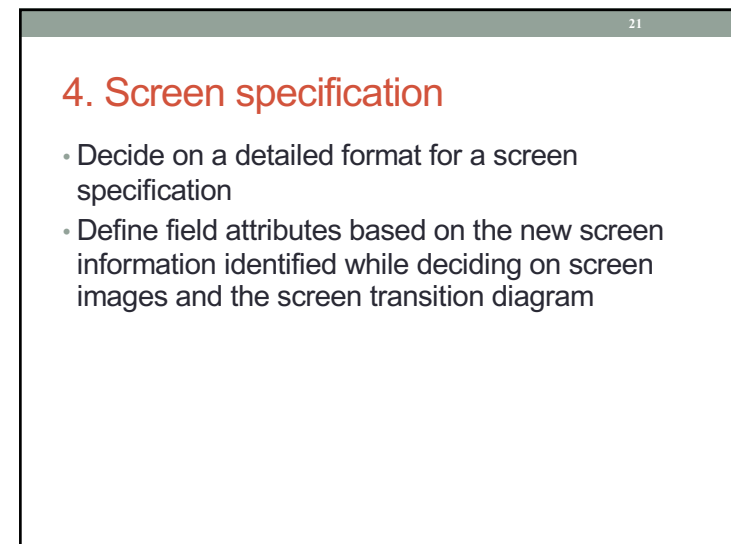 21
4. Screen specification
• Decide on a detailed format for a screen
specification
• Define field attributes based on the new screen
information identified while deciding on screen
images and the screen transition diagram